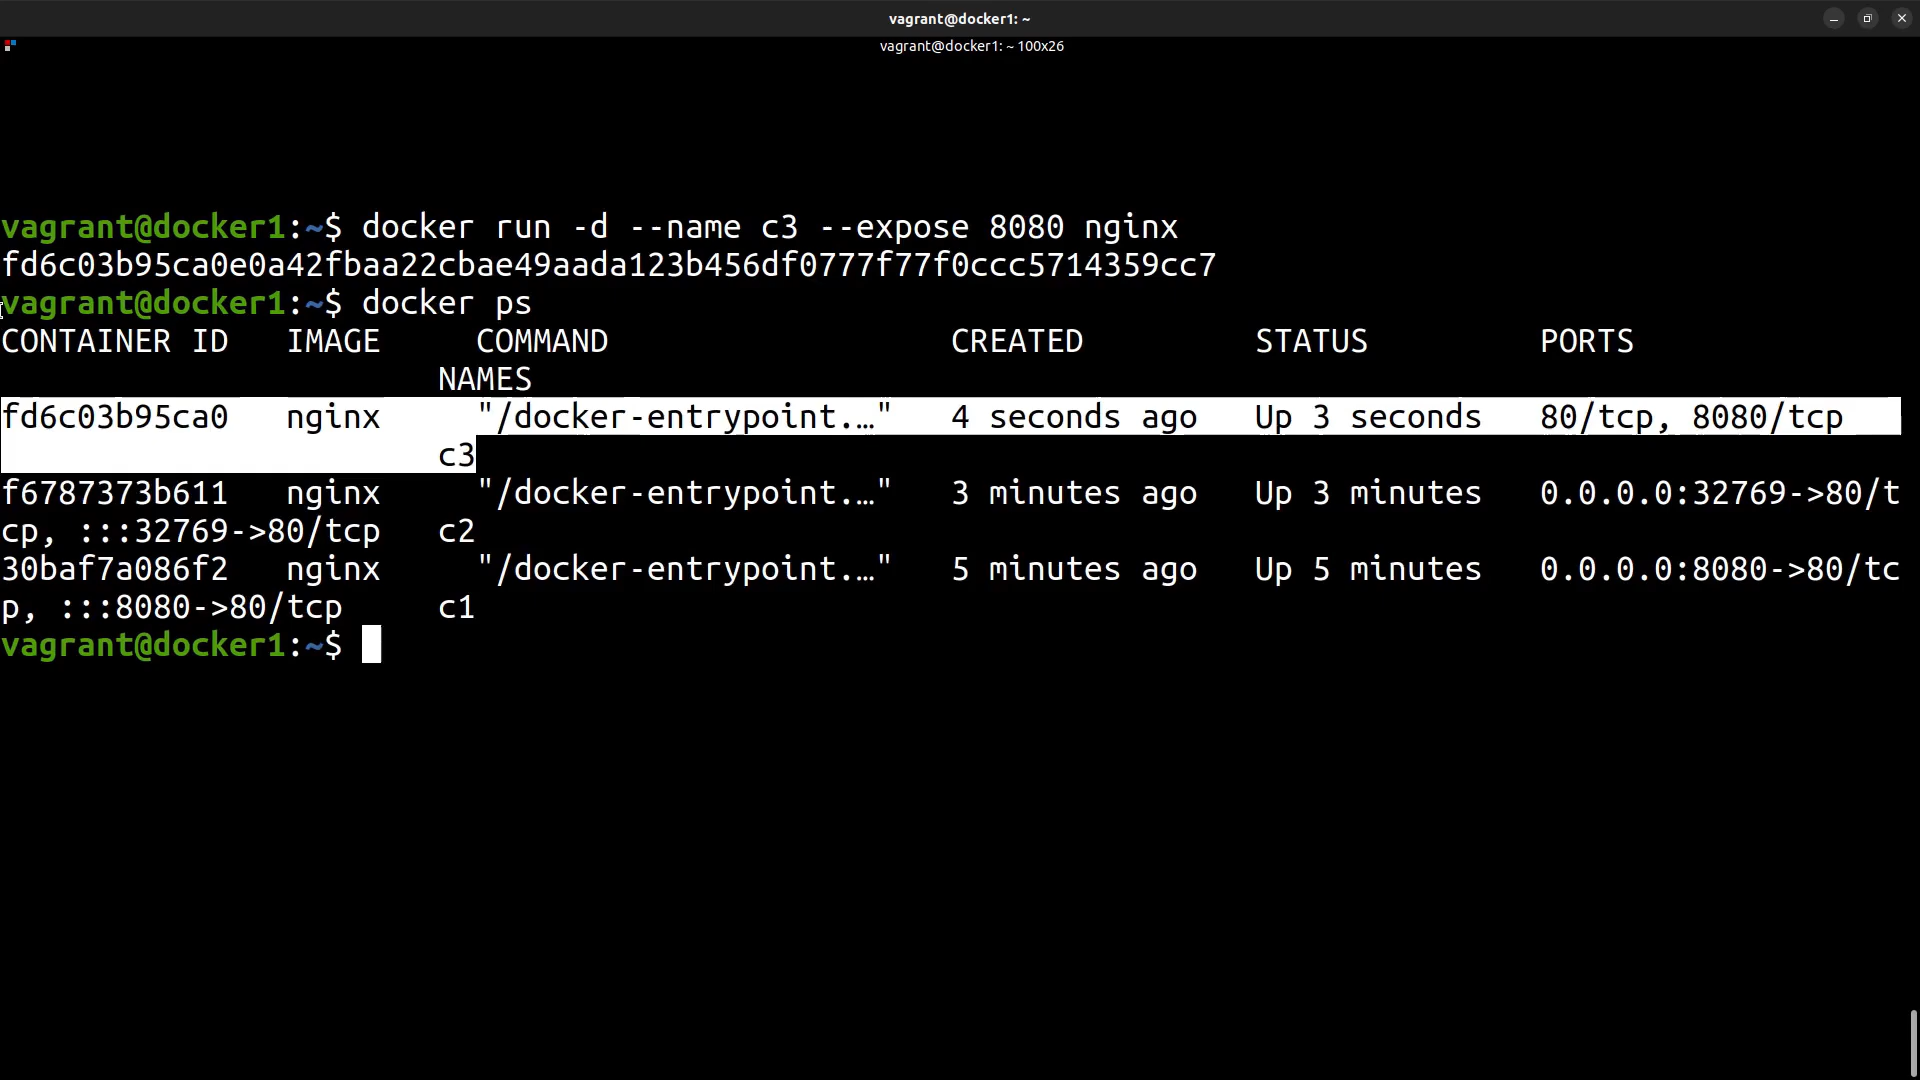 vagrant@docker1: ~
vagrant@docker1: ~ 100x26
vagrant@docker1:~$ docker run -d --name c3 --expose 8080 nginx
fd6c03b95ca0e0a42fbaa22cbae49aada123b456df0777f77f0ccc5714359cc7
vagrant@docker1:~$ docker ps
CONTAINER ID   IMAGE     COMMAND                  CREATED         STATUS         PORTS
                       NAMES
fd6c03b95ca0   nginx     "/docker-entrypoint.…"   4 seconds ago   Up 3 seconds   80/tcp, 8080/tcp
                       c3
f6787373b611   nginx     "/docker-entrypoint.…"   3 minutes ago   Up 3 minutes   0.0.0.0:32769->80/t
cp, :::32769->80/tcp   c2
30baf7a086f2   nginx     "/docker-entrypoint.…"   5 minutes ago   Up 5 minutes   0.0.0.0:8080->80/tc
p, :::8080->80/tcp     c1
vagrant@docker1:~$